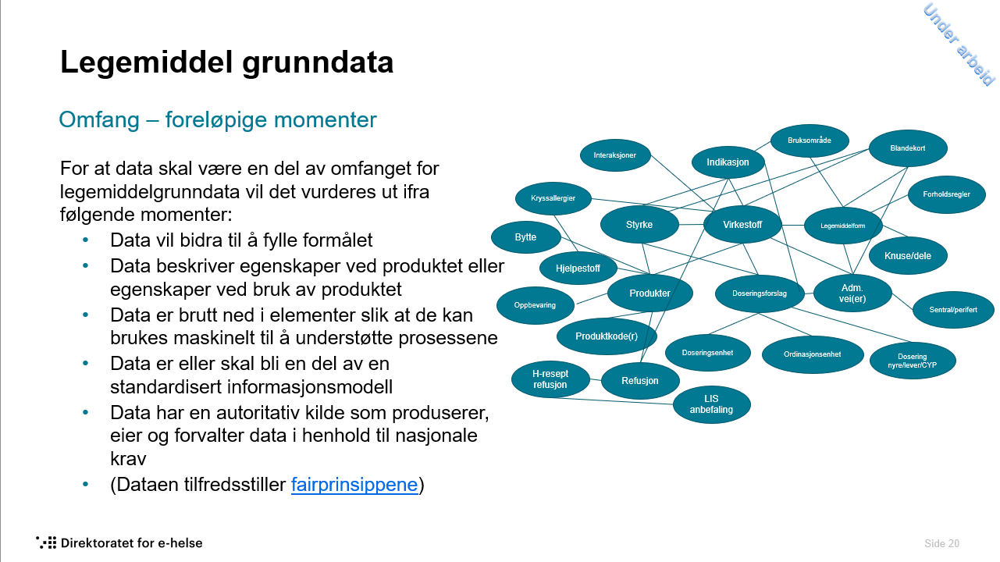 Under arbeid
Legemiddel grunndata
Omfang – foreløpige momenter
For at data skal være en del av omfanget for
legemiddelgrunndata vil det vurderes ut ifra
følgende momenter:
• Data vil bidra til å fylle formålet
• Data beskriver egenskaper ved produktet eller
egenskaper ved bruk av produktet
• Data er brutt ned i elementer slik at de kan
brukes maskinelt til å understøtte prosessene
• Data er eller skal bli en del av en
standardisert informasjonsmodell
• Data har en autoritativ kilde som produserer,
eier og forvalter data i henhold til nasjonale
krav
• (Dataen tilfredsstiller fairprinsippene)
Bruksområde
Interaksjoner
Indikasjon
Blandekort
Kryssallergier
Forholdsregler
Styrke
Virkestoff
Legemiddelform
Bytte
Knuse/dele
Hjelpestoff
Produkter
Doseringsforslag
Adm.
vei(er)
Oppbevaring
Sentral/perifert
Produktkode(r)
Doseringsenhet
Ordinasjonsenhet
Dosering
nyre/lever/CYP
H-resept
refusjon
Refusjon
LIS
anbefaling
Direktoratet for e-helse
Side 20